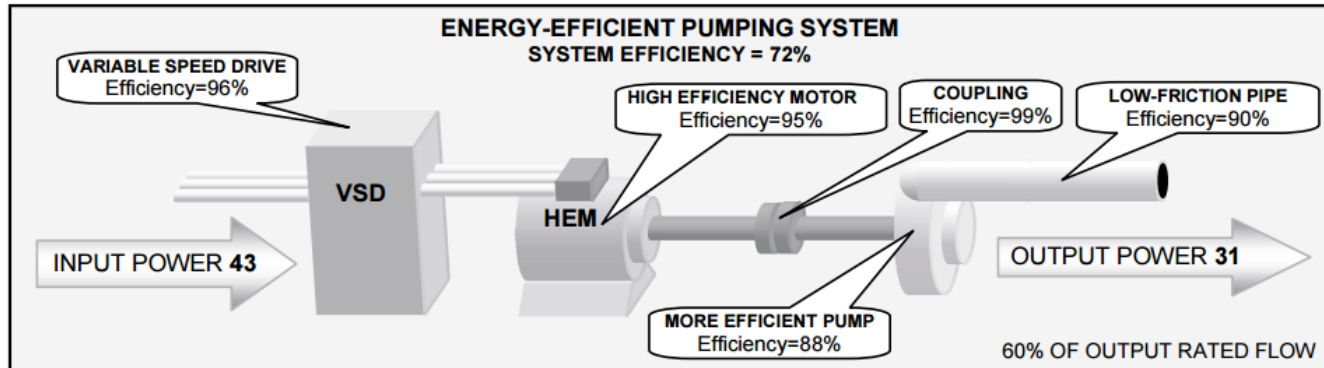 ENERGY-EFFICIENT PUMPING SYSTEM
SYSTEM EFFICIENCY = 72%
VARIABLE SPEED DRIVE
Efficiency=96%
HIGH EFFICIENCY MOTOR
Efficiency=95%
COUPLING
Efficiency=99%
LOW-FRICTION PIPE
Efficiency=90%
VSD
HEM
INPUT POWER 43
OUTPUT POWER 31
MORE EFFICIENT PUMP
Efficiency=88%
60% OF OUTPUT RATED FLOW